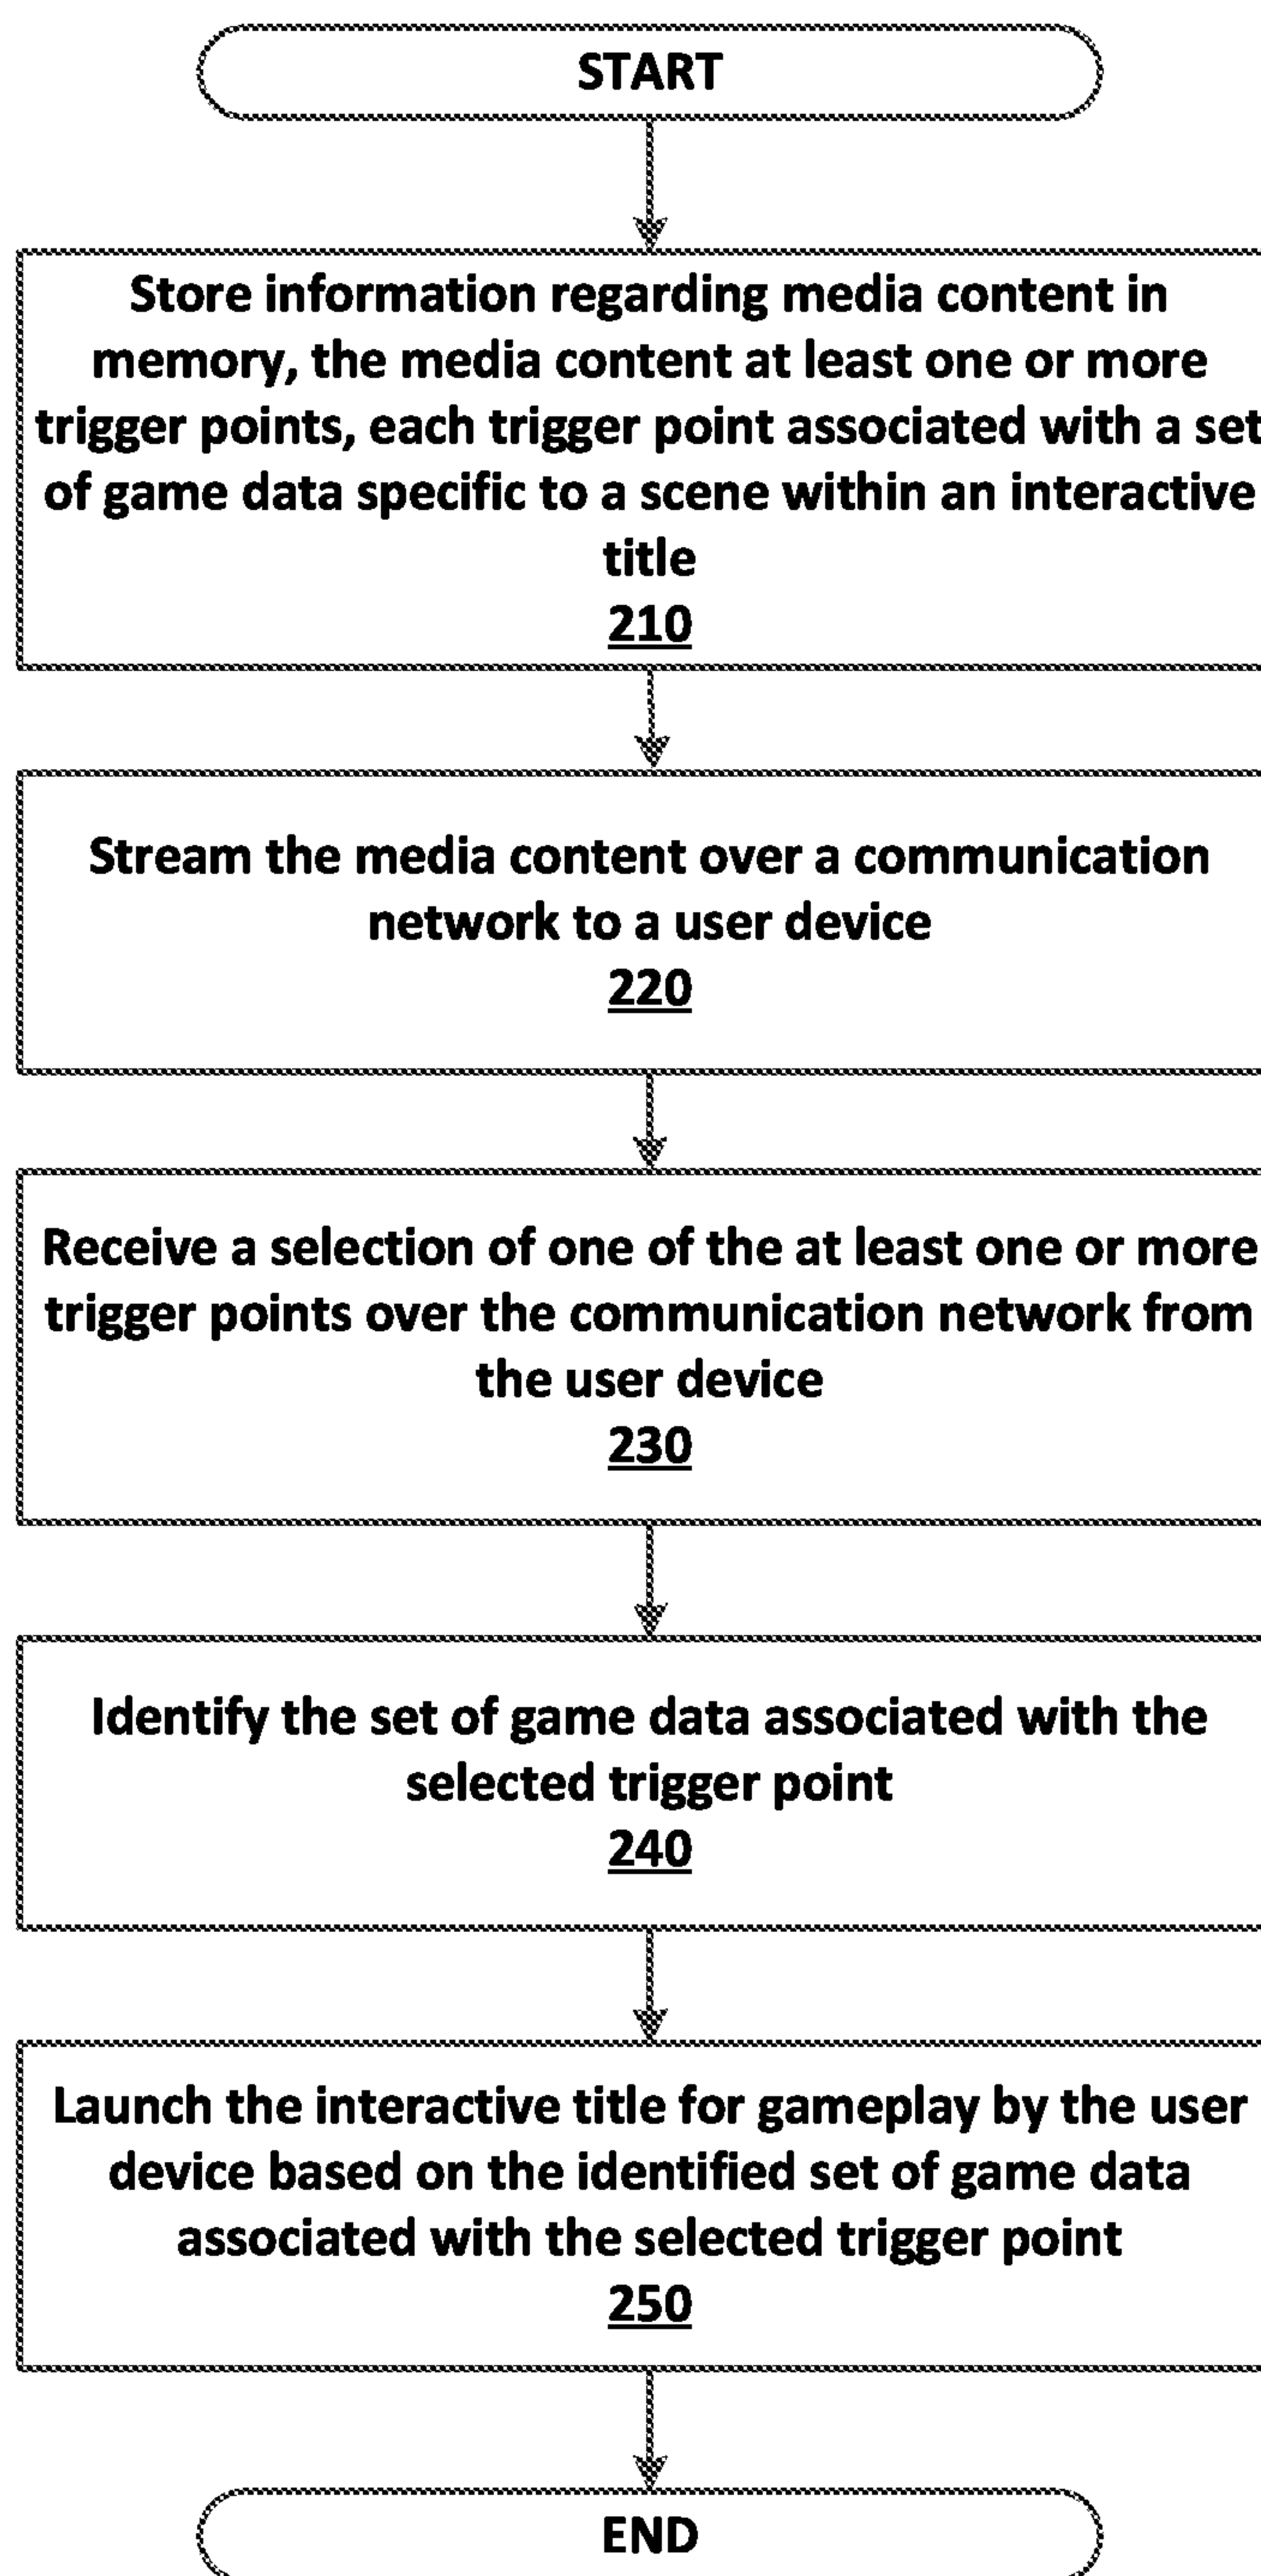 START
Store information regarding media content in
memory, the media content at least one or more
trigger points, each trigger point associated with a set
of game data specific to a scene within an interactive
title
210
Stream the media content over a communication
network to a user device
220
Receive a selection of one of the at least one or more
trigger points over the communication network from
the user device
230
Identify the set of game data associated with the
selected trigger point
240
Launch the interactive title for gameplay by the user
device based on the identified set of game data
associated with the selected trigger point
250
END